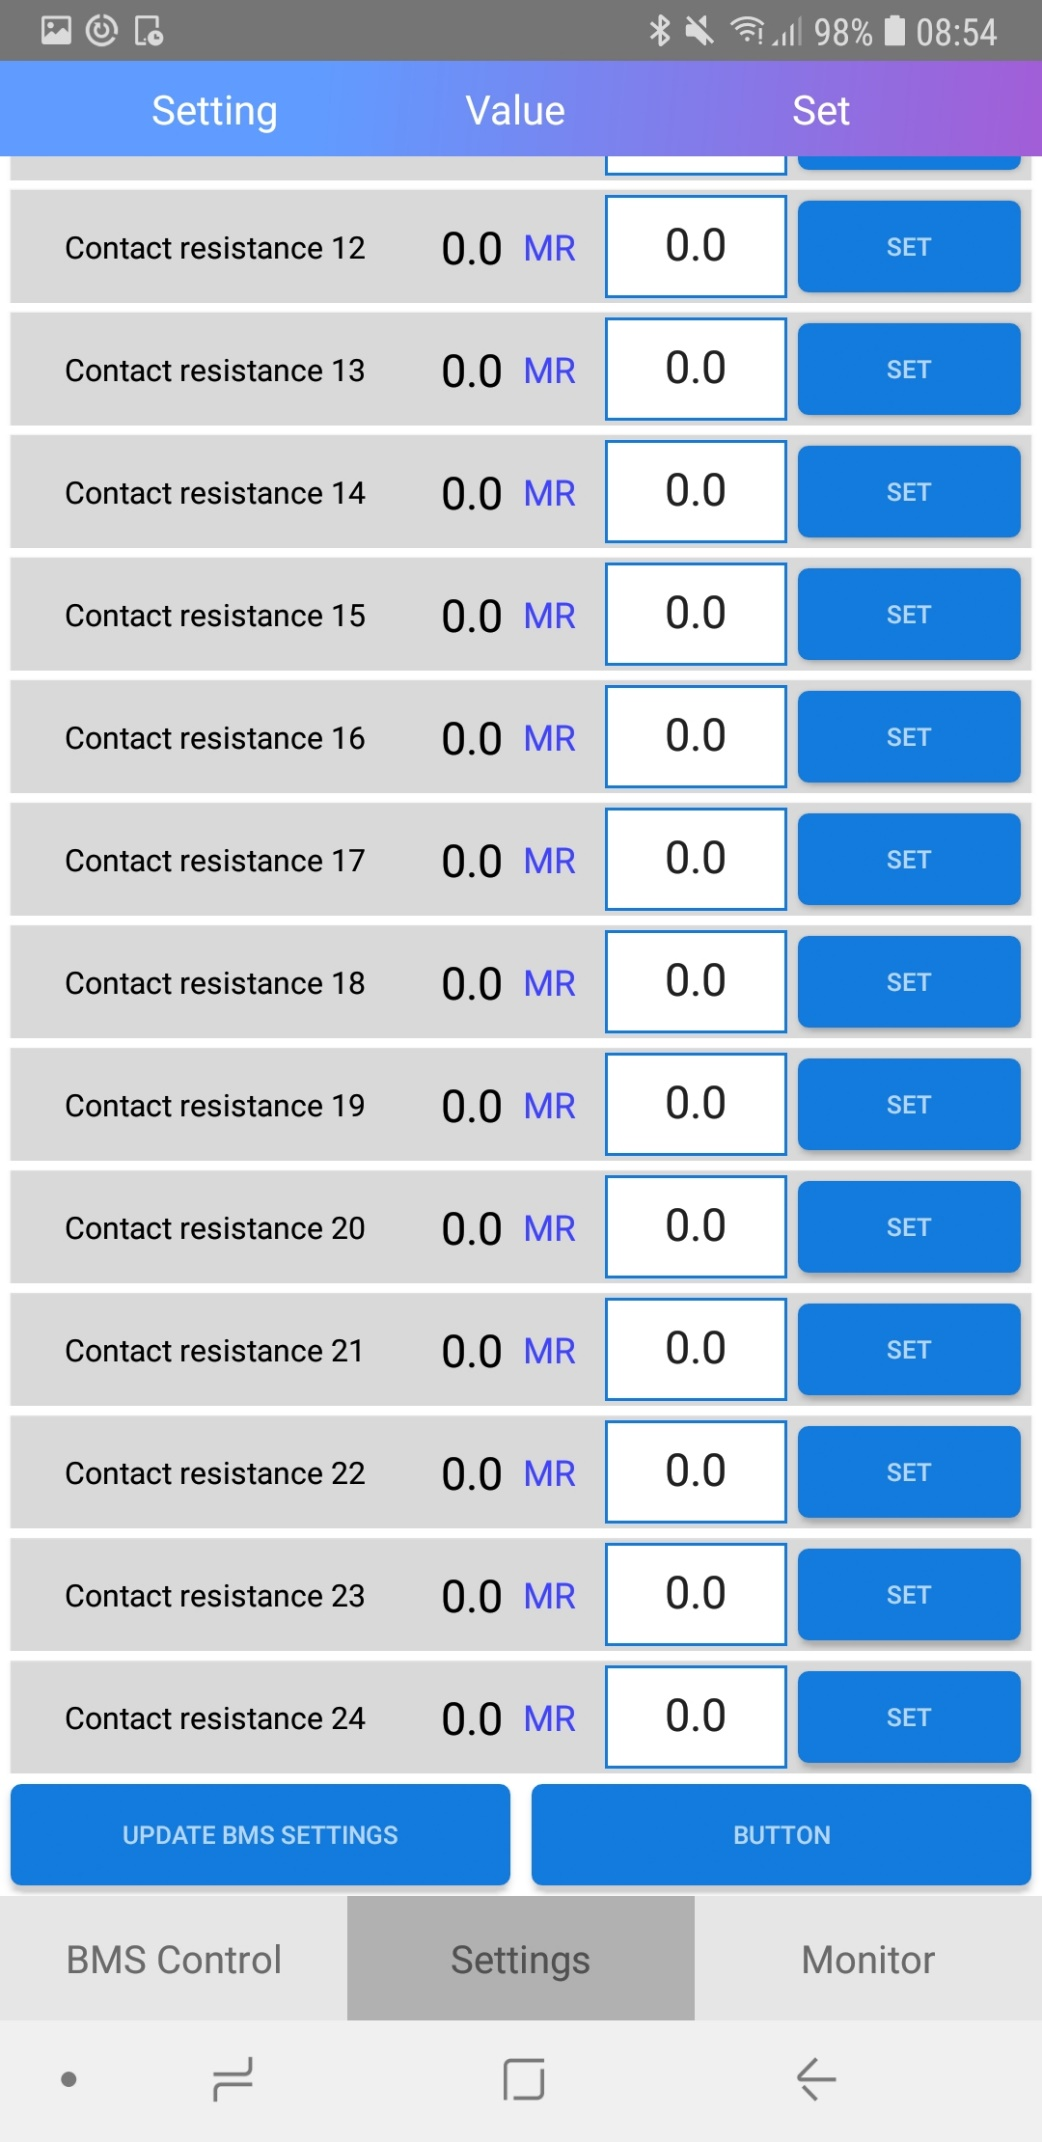 98% 08:54
Setting Value Set
Contact resistance 12 0.0 MR 0.0 SET
Contact resistance 13 0.0 MR 0.0 SET
Contact resistance 14 0.0 MR 0.0 SET
Contact resistance 15 0.0 MR 0.0 SET
Contact resistance 16 0.0 MR 0.0 SET
Contact resistance 17 0.0 MR 0.0 SET
Contact resistance 18 0.0 MR 0.0 SET
Contact resistance 19 0.0 MR 0.0 SET
Contact resistance 20 0.0 MR 0.0 SET
Contact resistance 21 0.0 MR 0.0 SET
Contact resistance 22 0.0 MR 0.0 SET
Contact resistance 23 0.0 MR 0.0 SET
Contact resistance 24 0.0 MR 0.0 SET
UPDATE BMS SETTINGS BUTTON
BMS Control Settings Monitor